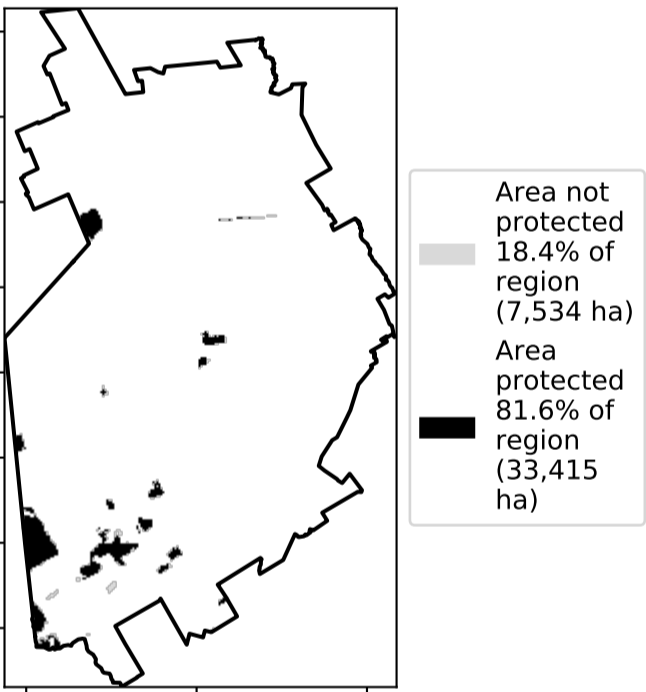 Area not
protected
18.4% of
region
(7,534 ha)
Area
protected
81.6% of
region
(33,415
ha)